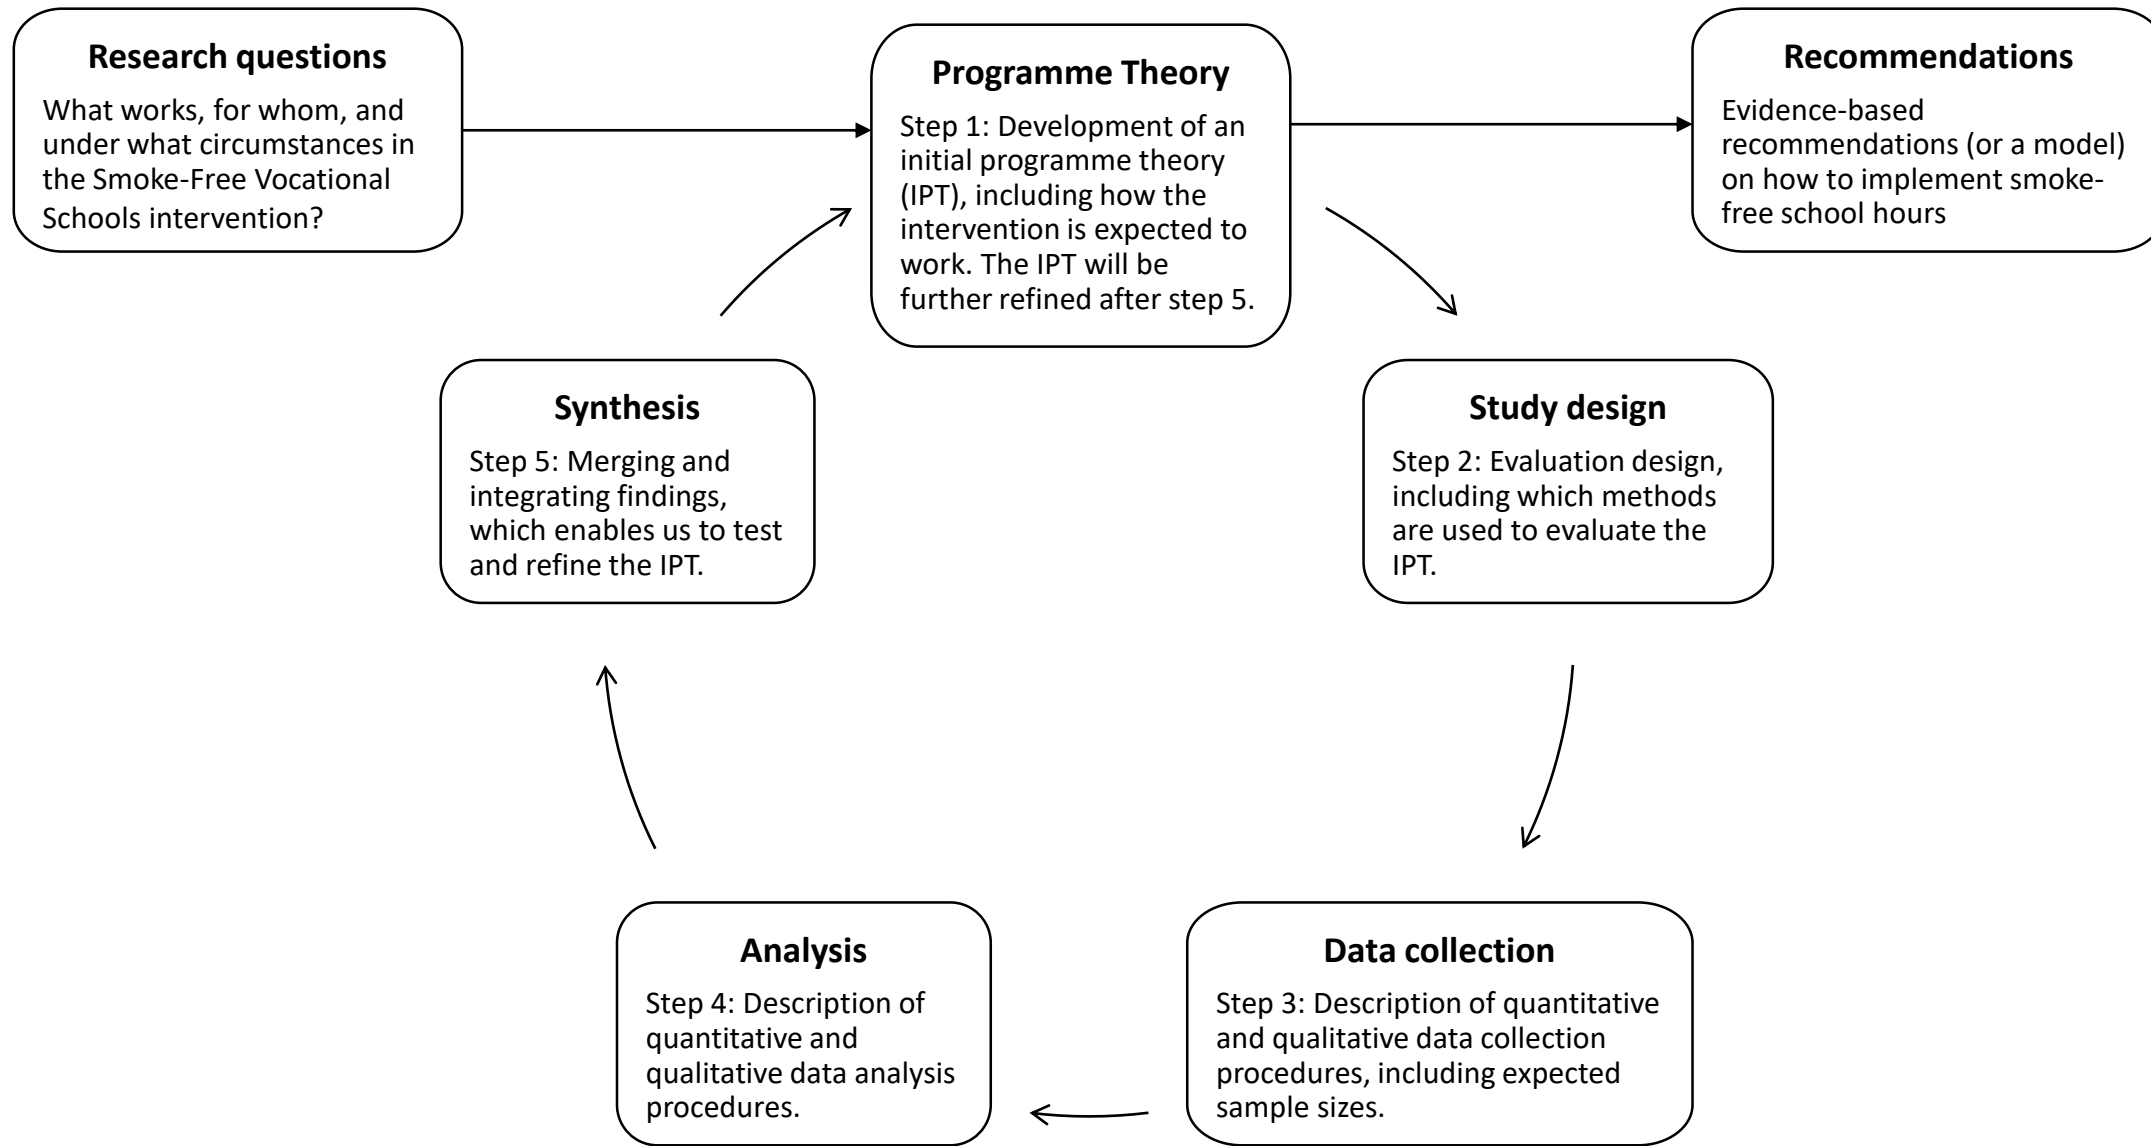 Research questions
What works, for whom, and
under what circumstances in
the Smoke-Free Vocational
Schools intervention?
Programme Theory
Step 1: Development of an
initial programme theory
(IPT), including how the
intervention is expected to
work. The IPT will be
further refined after step 5.
Recommendations
Evidence-based
recommendations (or a model)
on how to implement smoke-
free school hours
Synthesis
Step 5: Merging and
integrating findings,
which enables us to test
and refine the IPT.
Study design
Step 2: Evaluation design,
including which methods
are used to evaluate the
IPT.
Analysis
Step 4: Description of
quantitative and
qualitative data analysis
procedures.
Data collection
Step 3: Description of quantitative
and qualitative data collection
procedures, including expected
sample sizes.